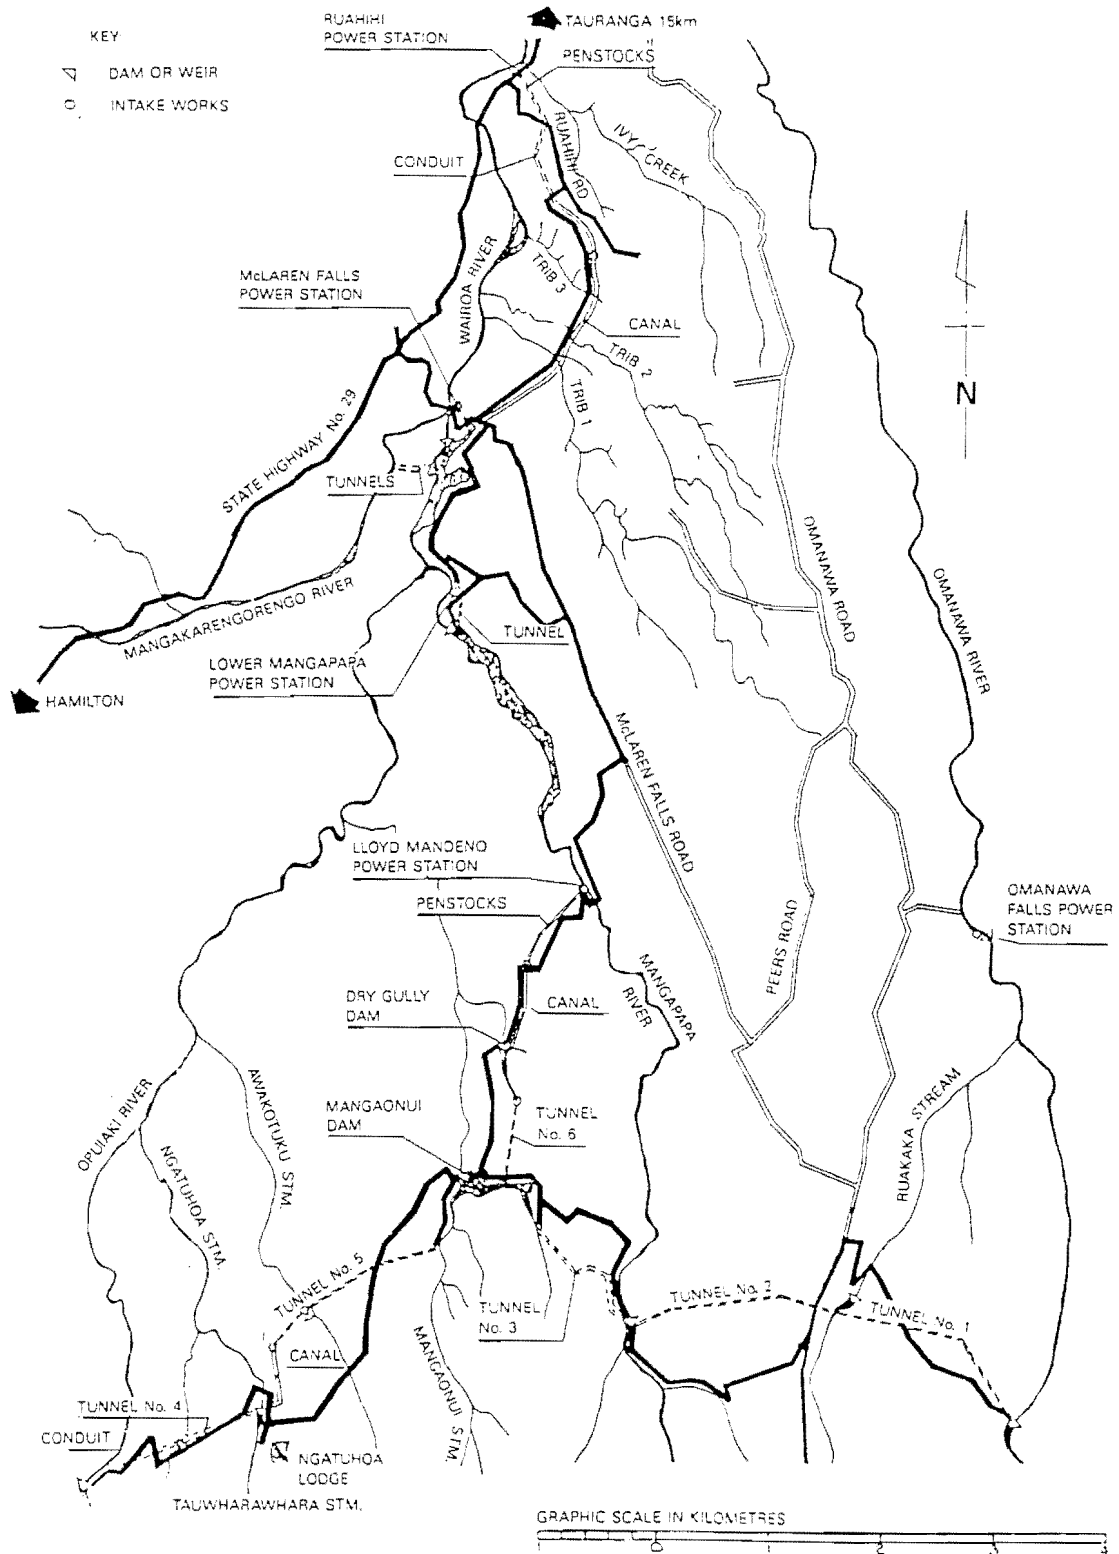 RUAHIHI
POWER STATION
TAURANGA 15km
KEY
PENSTOCKS
DAM OR WEIR
INTAKE WORKS
RUAHIHI RD
IVY CREEK
CONDUIT
WAIROA RIVER
TRIB 3
McLAREN FALLS
POWER STATION
CANAL
TRIB 2
TRIB 1
N
STATE HIGHWAY No. 29
TUNNELS
OMANAWA ROAD
OMANAWA RIVER
MANGAKARENGORENGO RIVER
TUNNEL
LOWER MANGAPAPA
POWER STATION
HAMILTON
McLAREN FALLS ROAD
LLOYD MANDENO
POWER STATION
PENSTOCKS
OMANAWA
FALLS POWER
STATION
PEERS ROAD
MANGAPAPA
RIVER
DRY GULLY
DAM
CANAL
OPUIAKI RIVER
AWAKOTUKU STM.
MANGAONUI
DAM
TUNNEL
No. 6
RUAKAKA STREAM
NGATUHOA STM.
TUNNEL No. 5
TUNNEL No. 2
TUNNEL No. 1
TUNNEL
No. 3
MANGAONUI STM.
CANAL
TUNNEL No. 4
CONDUIT
NGATUHOA
LODGE
TAUWHARAWHARA STM.
GRAPHIC SCALE IN KILOMETRES
0 1 2 3 4